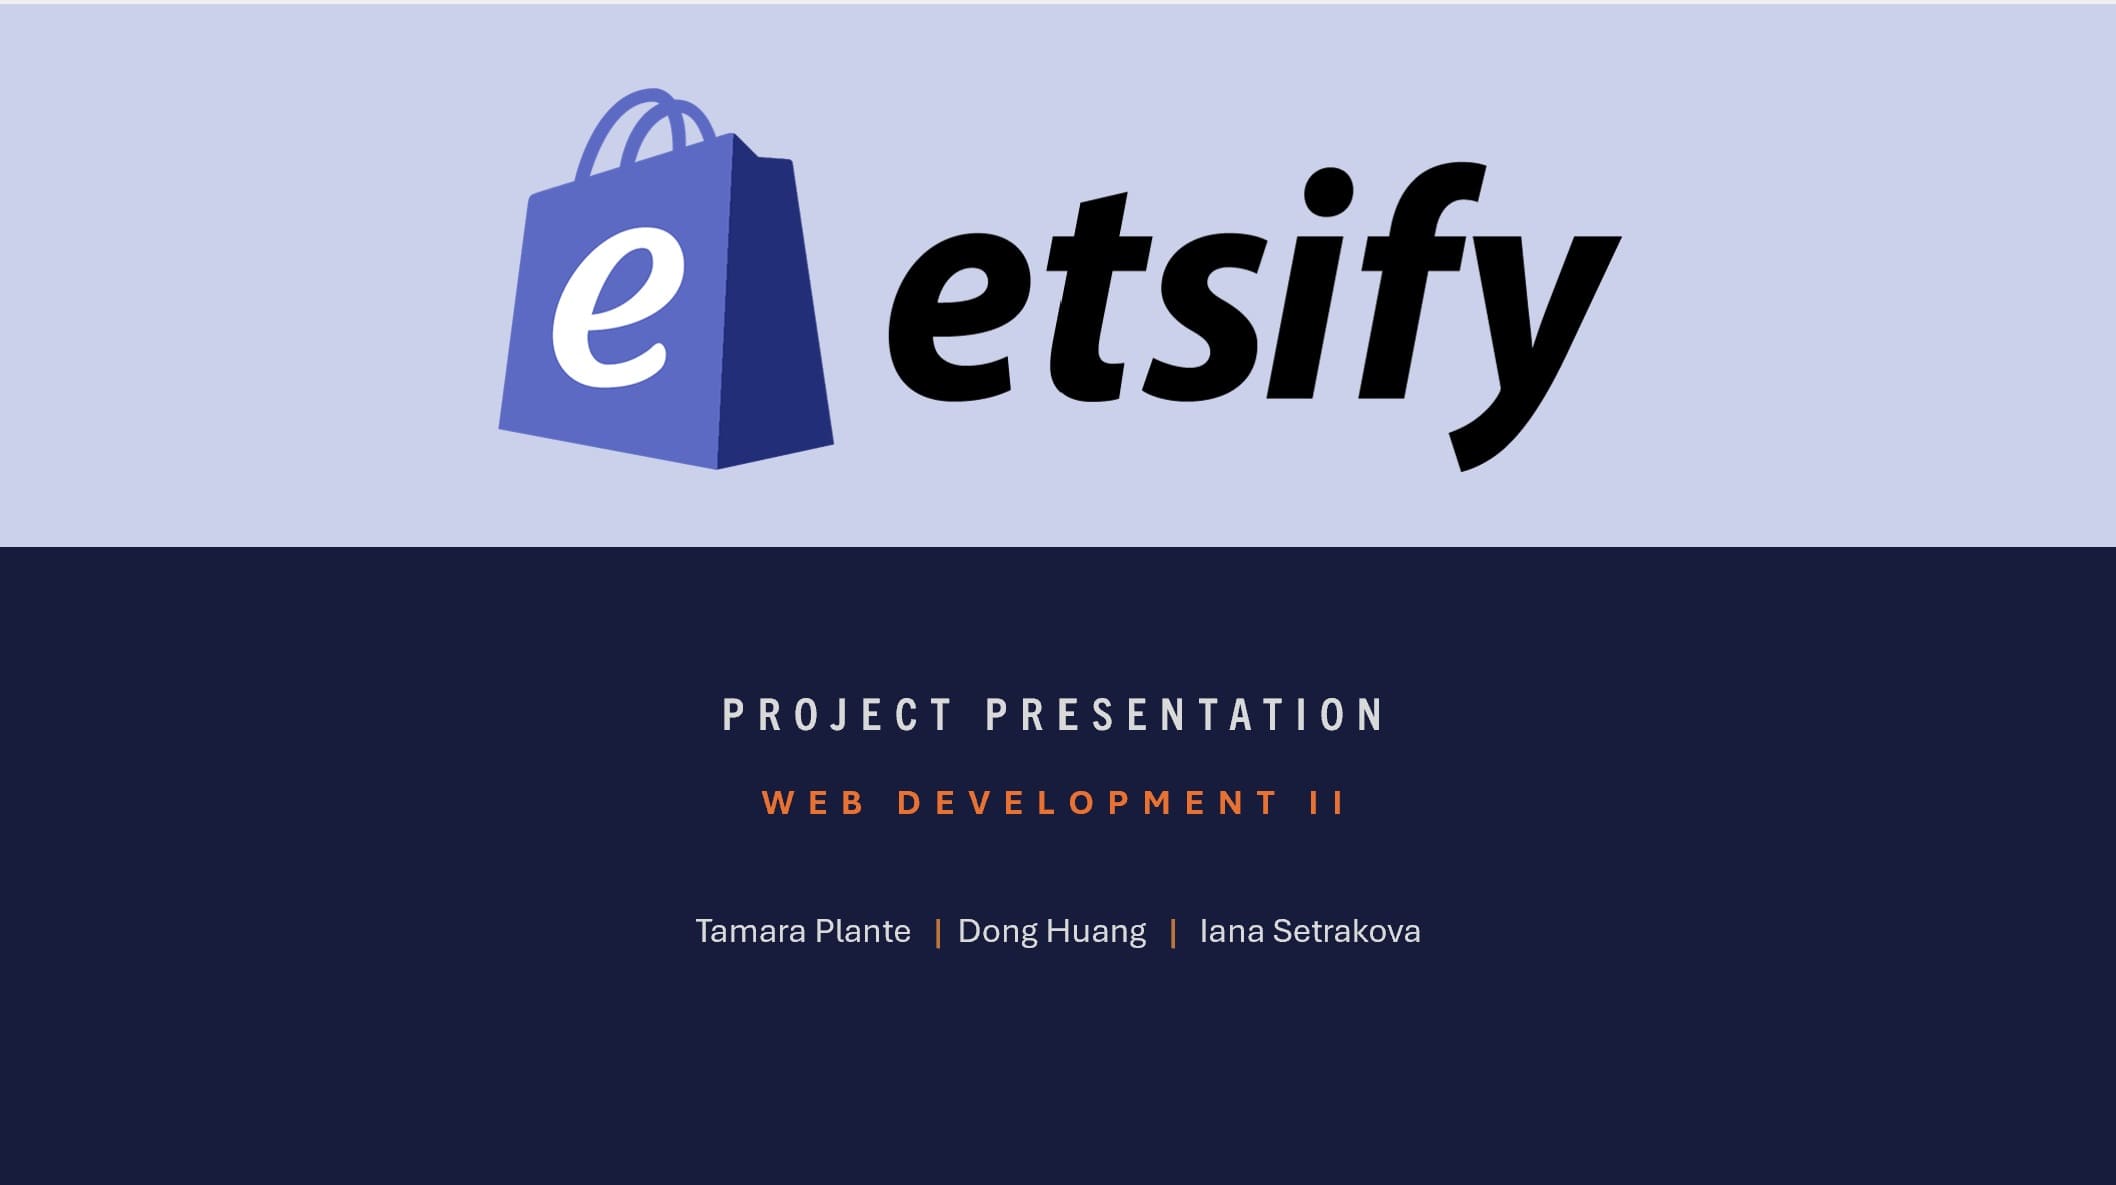 e etsify
PROJECT PRESENTATION
WEB DEVELOPMENT II
Tamara Plante | Dong Huang | Iana Setrakova